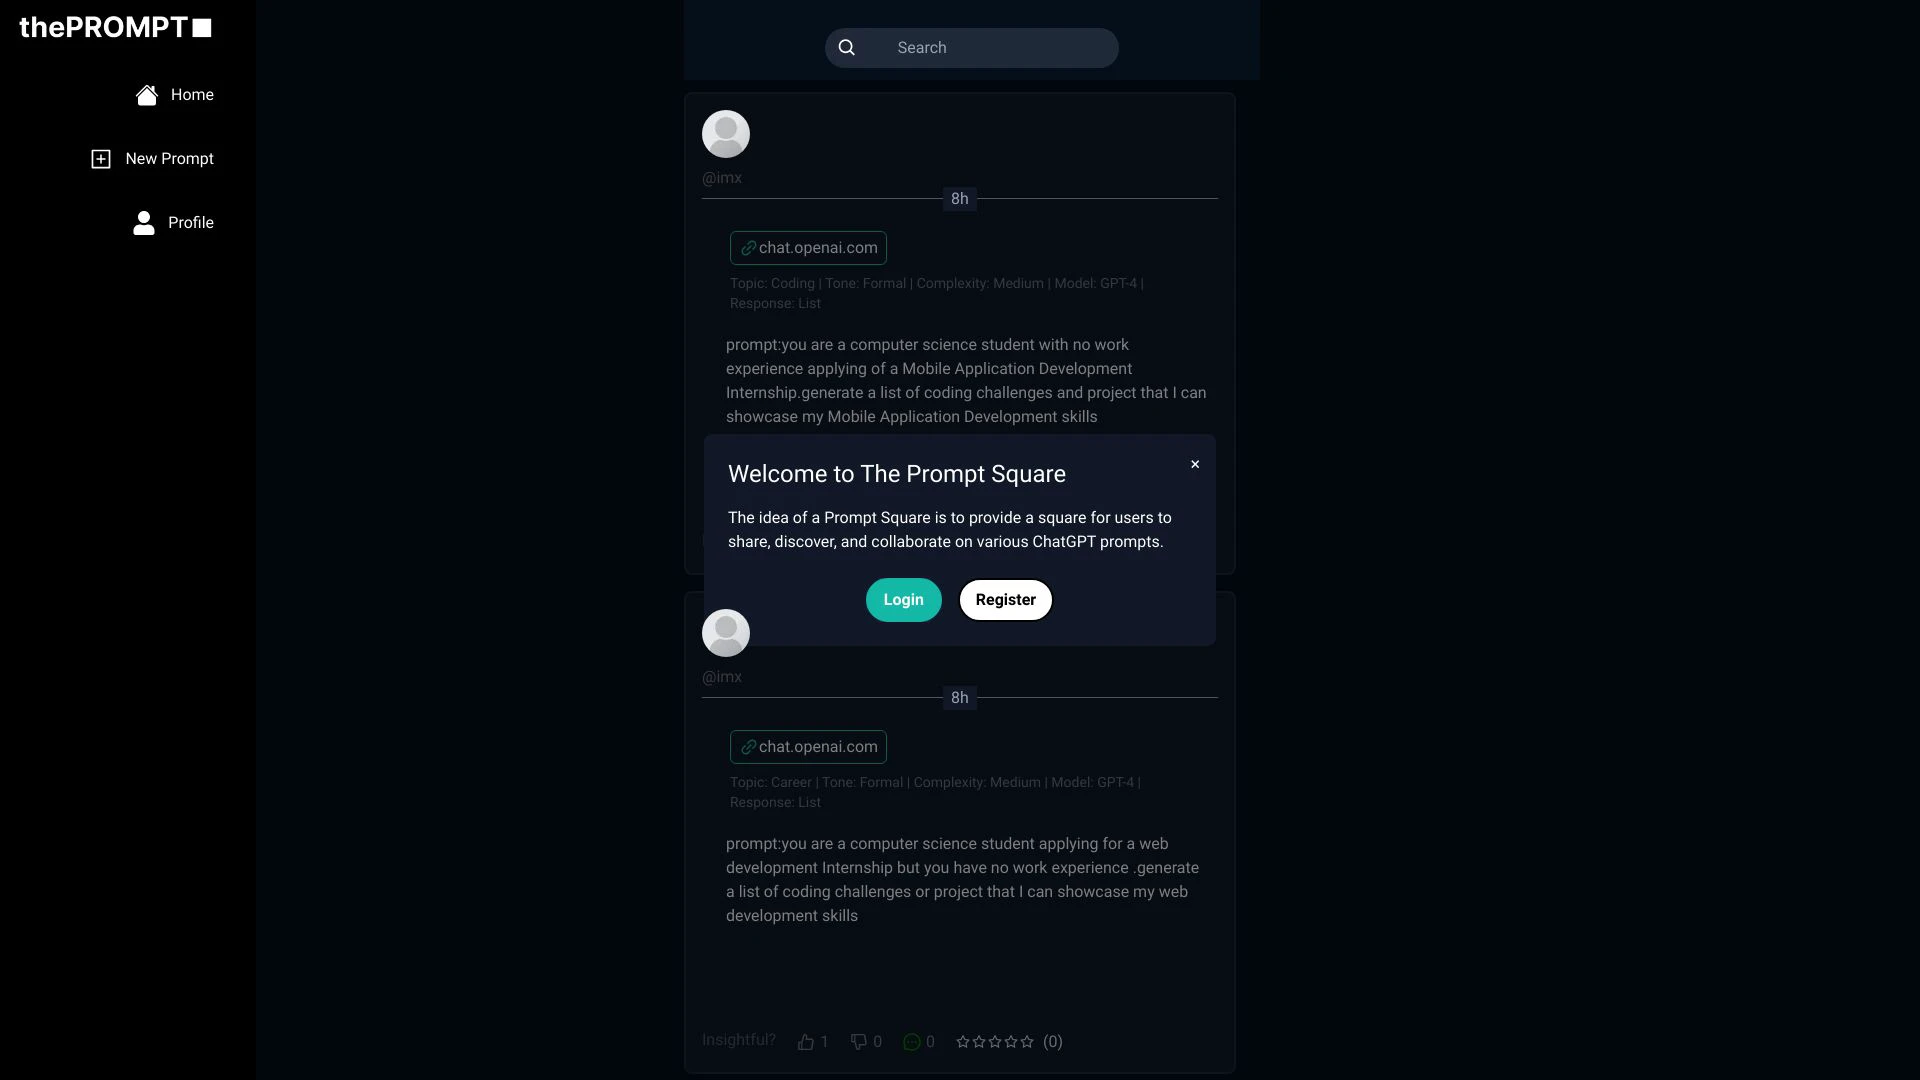 thePROMPT
Home
New Prompt
Profile
Search
@imx
8h
chat.openai.com
Topic: Coding | Tone: Formal | Complexity: Medium | Model: GPT-4 |
Response: List
prompt:you are a computer science student with no work
experience applying of a Mobile Application Development
Internship.generate a list of coding challenges and project that I can
showcase my Mobile Application Development skills
Welcome to The Prompt Square
×
The idea of a Prompt Square is to provide a square for users to
share, discover, and collaborate on various ChatGPT prompts.
Login
Register
@imx
8h
chat.openai.com
Topic: Career | Tone: Formal | Complexity: Medium | Model: GPT-4 |
Response: List
prompt:you are a computer science student applying for a web
development Internship but you have no work experience .generate
a list of coding challenges or project that I can showcase my web
development skills
Insightful? 1 0 0 (0)